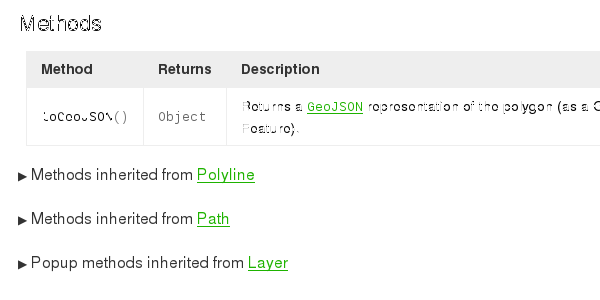 Methods
Method Returns Description
toGeoJSON() Object Returns a GeoJSON representation of the polygon (as a
Feature).
▶ Methods inherited from Polyline
▶ Methods inherited from Path
▶ Popup methods inherited from Layer